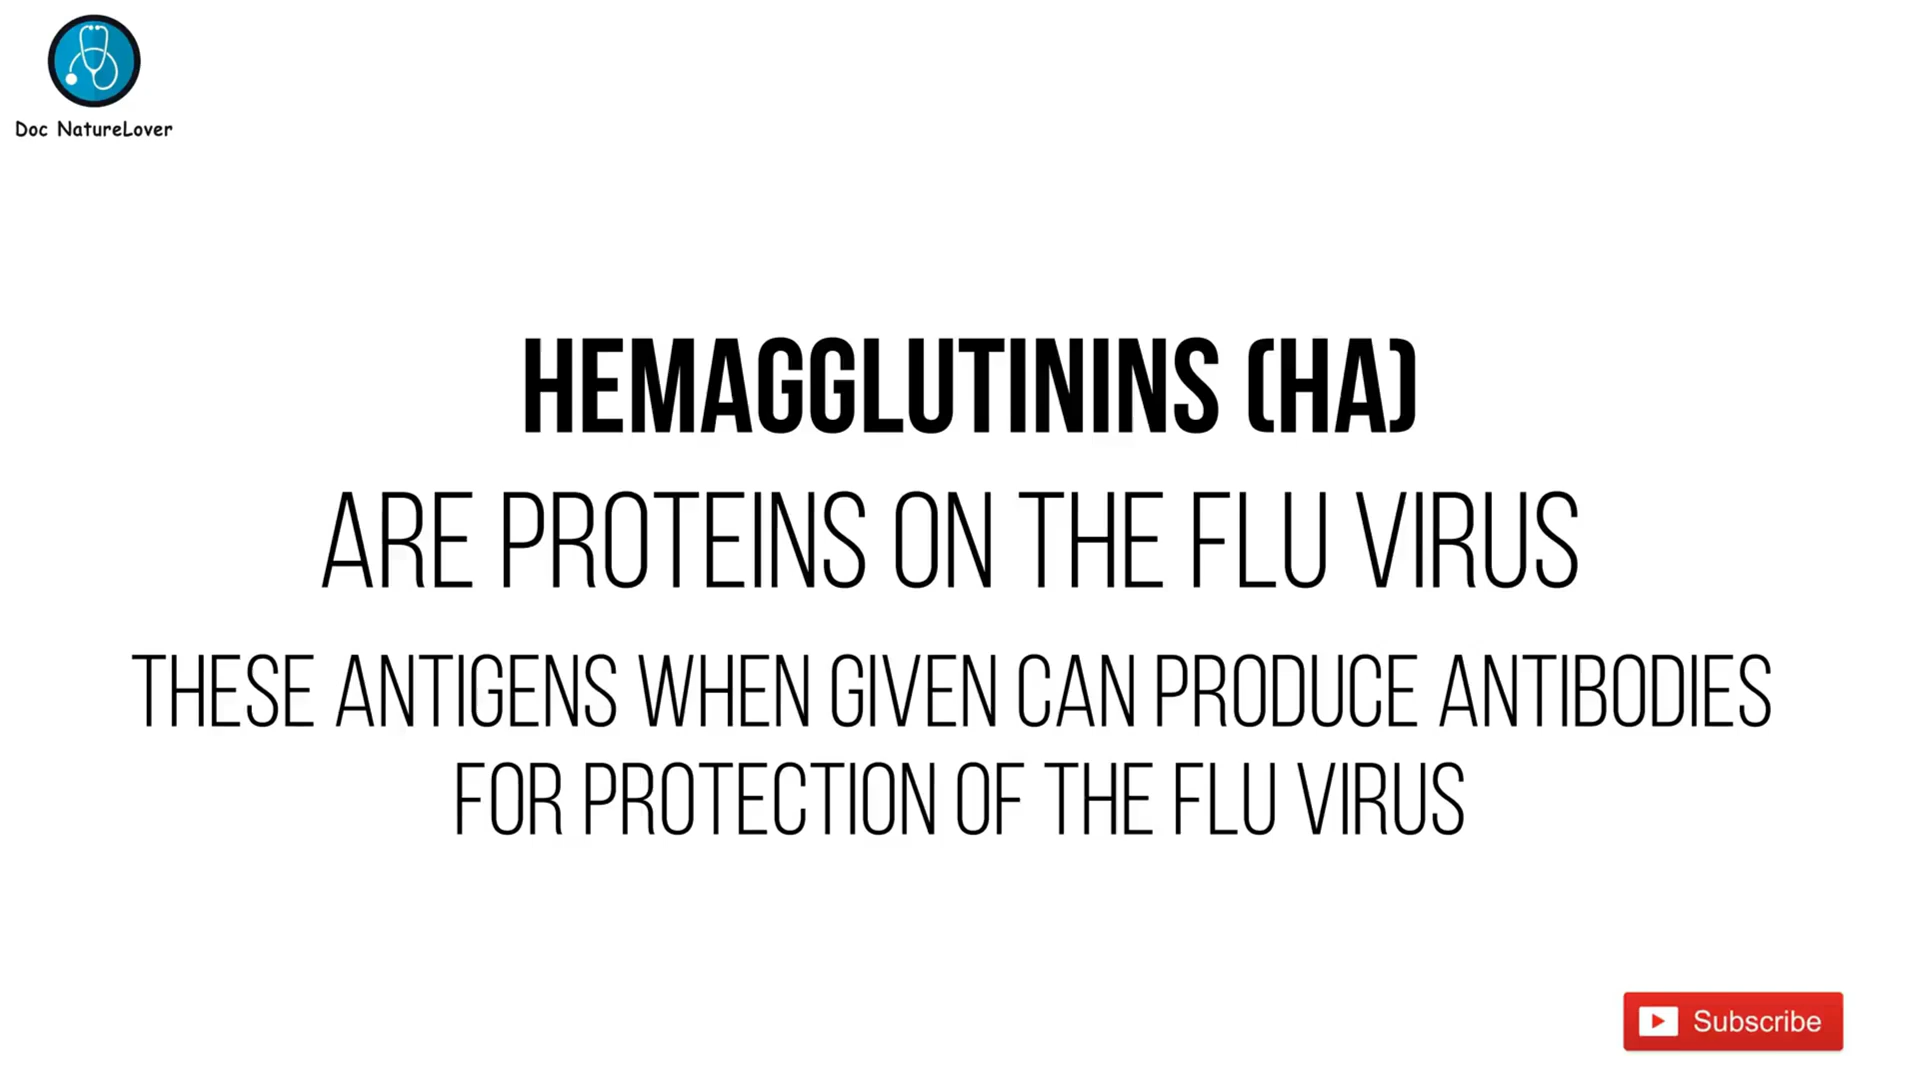 Doc NatureLover
HEMAGGLUTININS (HA)
ARE PROTEINS ON THE FLU VIRUS
THESE ANTIGENS WHEN GIVEN CAN PRODUCE ANTIBODIES
FOR PROTECTION OF THE FLU VIRUS
Subscribe